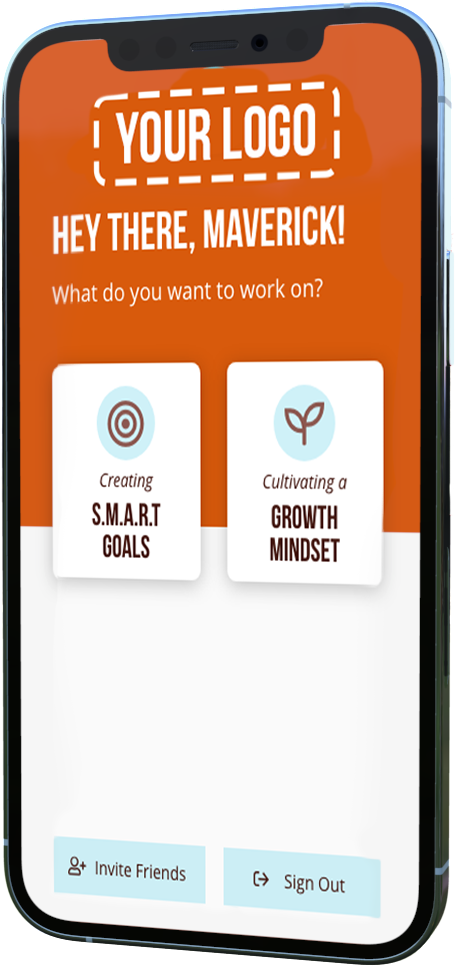 YOUR LOGO
HEY THERE, MAVERICK!
What do you want to work on?
Creating
S.M.A.R.T
GOALS
Cultivating a
GROWTH
MINDSET
Invite Friends
Sign Out